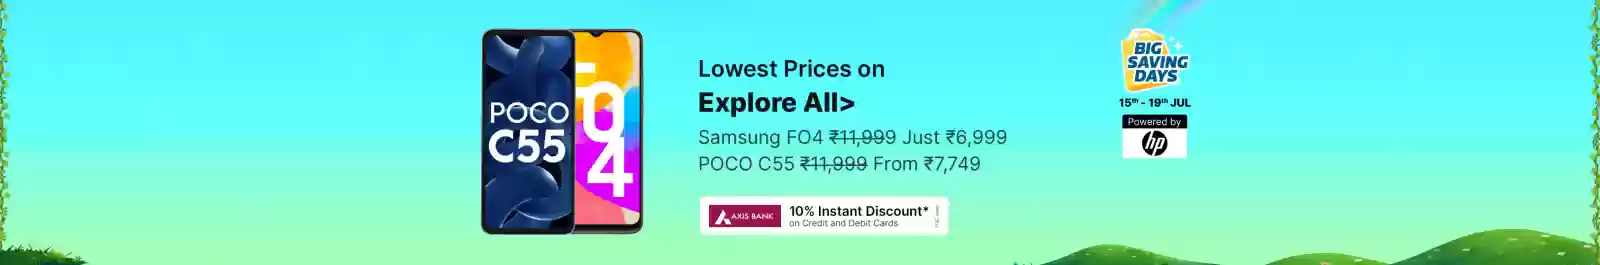 POCO
C55
F04
Lowest Prices on
Explore All>
Samsung FO4 ₹11,999 Just ₹6,999
POCO C55 ₹11,999 From ₹7,749
AXIS BANK
10% Instant Discount*
on Credit and Debit Cards
BIG
SAVING
DAYS
15th - 19th JUL
Powered by
hp